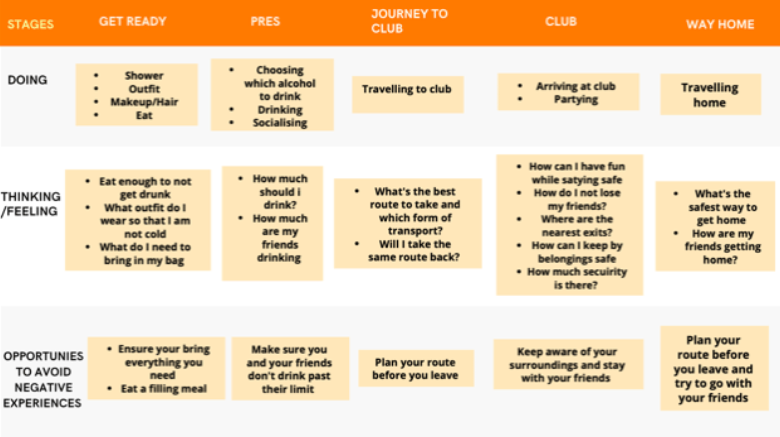 STAGES
GET READY
PRES
JOURNEY TO
CLUB
CLUB
WAY HOME
DOING
• Shower
• Outfit
• Makeup/Hair
• Eat
• Choosing
which alcohol
to drink
• Drinking
• Socialising
Travelling to club
• Arriving at club
• Partying
Travelling
home
THINKING
/FEELING
• Eat enough to not
get drunk
• What outfit do I
wear so that I am
not cold
• What do I need to
bring in my bag
• How much
should i
drink?
• How much
are my
friends
drinking
• What's the best
route to take and
which form of
transport?
• Will I take the
same route back?
• How can I have fun
while satying safe
• How do I not lose
my friends?
• Where are the
nearest exits?
• How can I keep by
belongings safe
• How much secuirity
is there?
• What's the
safest way to
get home
• How are my
friends getting
home?
OPPORTUNIES
TO AVOID
NEGATIVE
EXPERIENCES
• Ensure your bring
everything you
need
• Eat a filling meal
Make sure you
and your friends
don't drink past
their limit
Plan your route
before you leave
Keep aware of your
surroundings and stay
with your friends
Plan your
route before
you leave and
try to go with
your friends